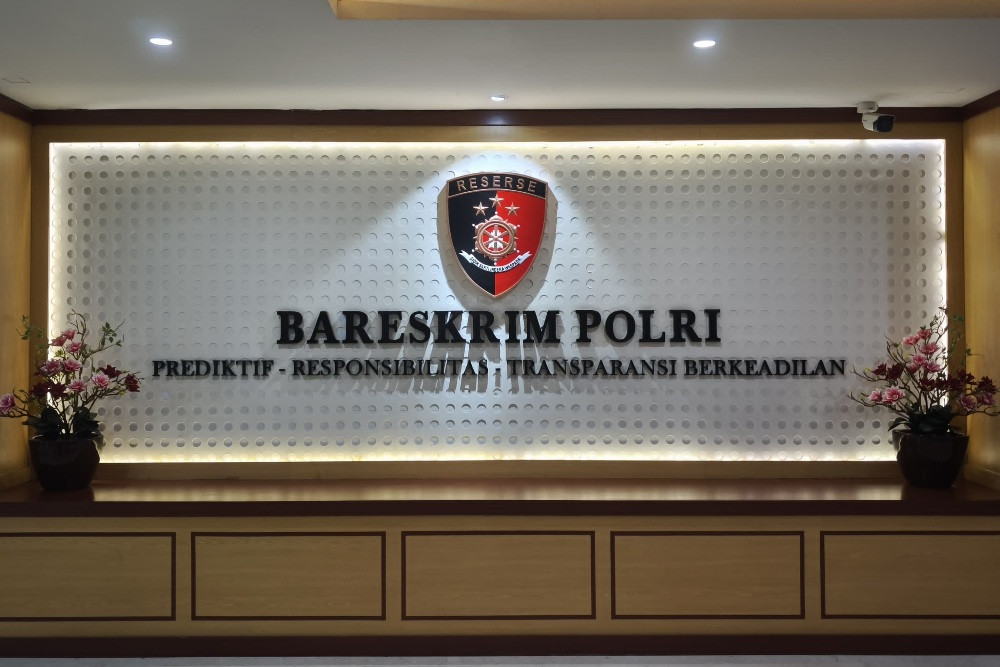 RESERSE
BARESKRIM POLRI
PREDIKTIF - RESPONSIBILITAS - TRANSPARANSI BERKEADILAN